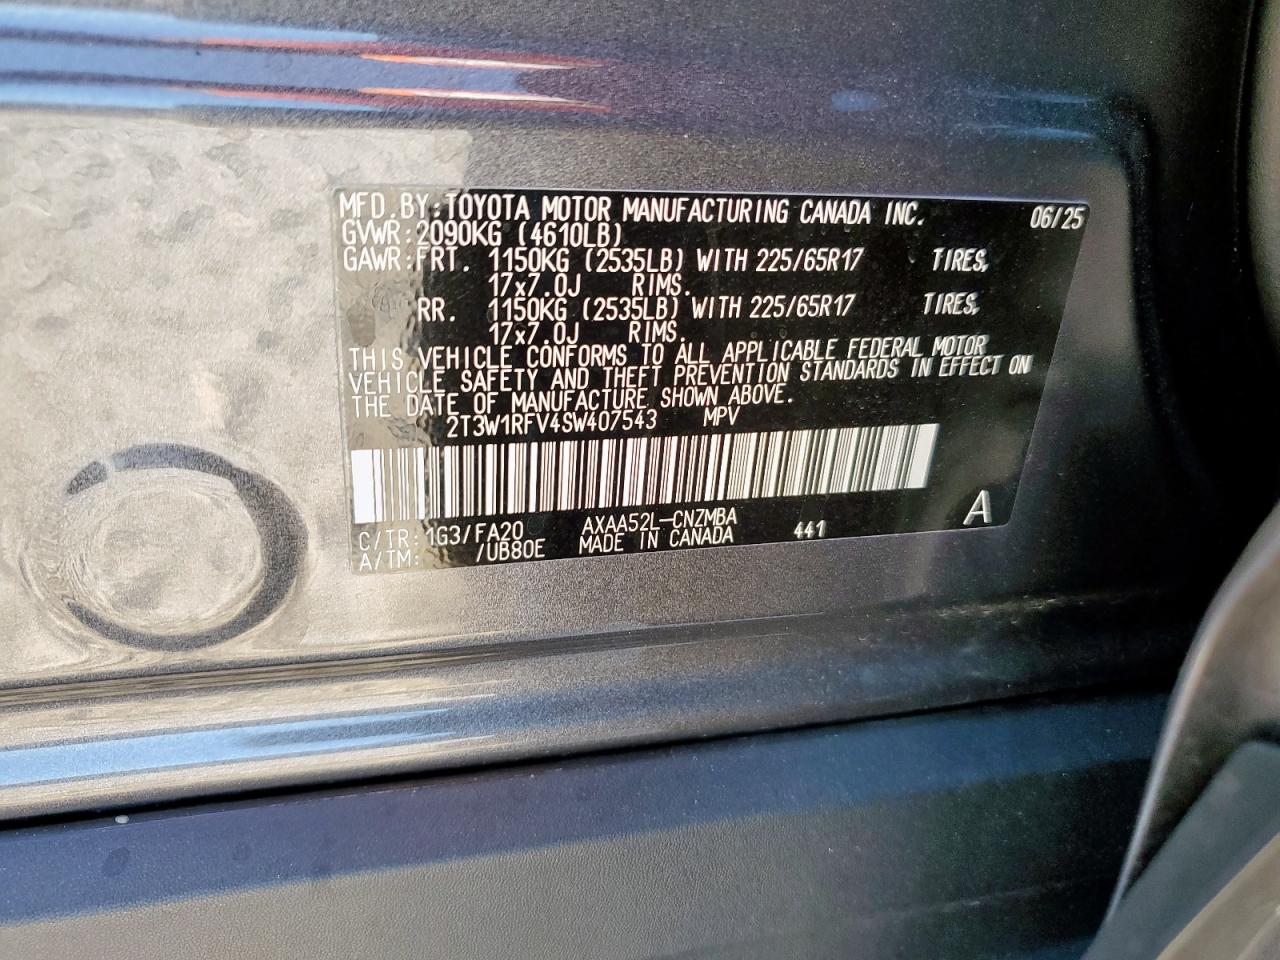 MFD.BY:TOYOTA MOTOR MANUFACTURING CANADA INC. 06/25
GVWR:2090KG (4610LB)
GAWR:FRT. 1150KG (2535LB) WITH 225/65R17 TIRES,
17x7.0J RIMS.
RR. 1150KG (2535LB) WITH 225/65R17 TIRES,
17x7.0J RIMS.
THIS VEHICLE CONFORMS TO ALL APPLICABLE FEDERAL MOTOR
VEHICLE SAFETY AND THEFT PREVENTION STANDARDS IN EFFECT ON
THE DATE OF MANUFACTURE SHOWN ABOVE.
2T3W1RFV4SW407543 MPV
C/TR:1G3/FA20 AXAA52L-CNZMBA 441 A
A/TM: /UB80E MADE IN CANADA